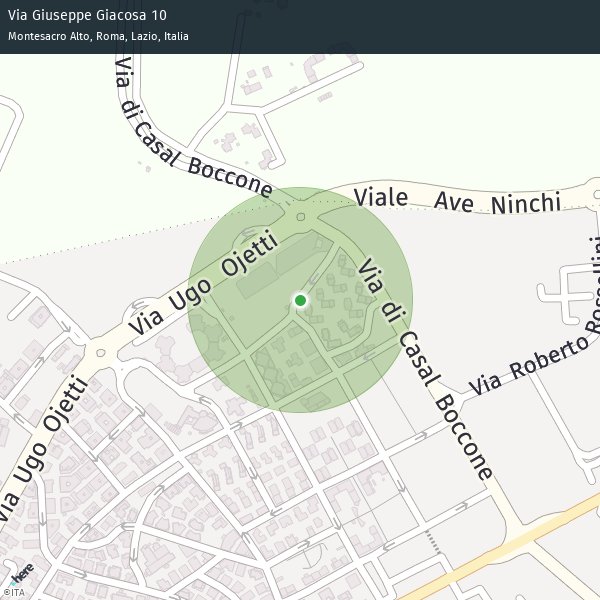 Via Giuseppe Giacosa 10
Montesacro Alto, Roma, Lazio, Italia
Via di Casal Boccone
Viale Ave Ninchi
Via Ugo Ojetti
Via di Casal Boccone
Via Roberto Rossellini
Via Ugo Ojetti
here
©ITA